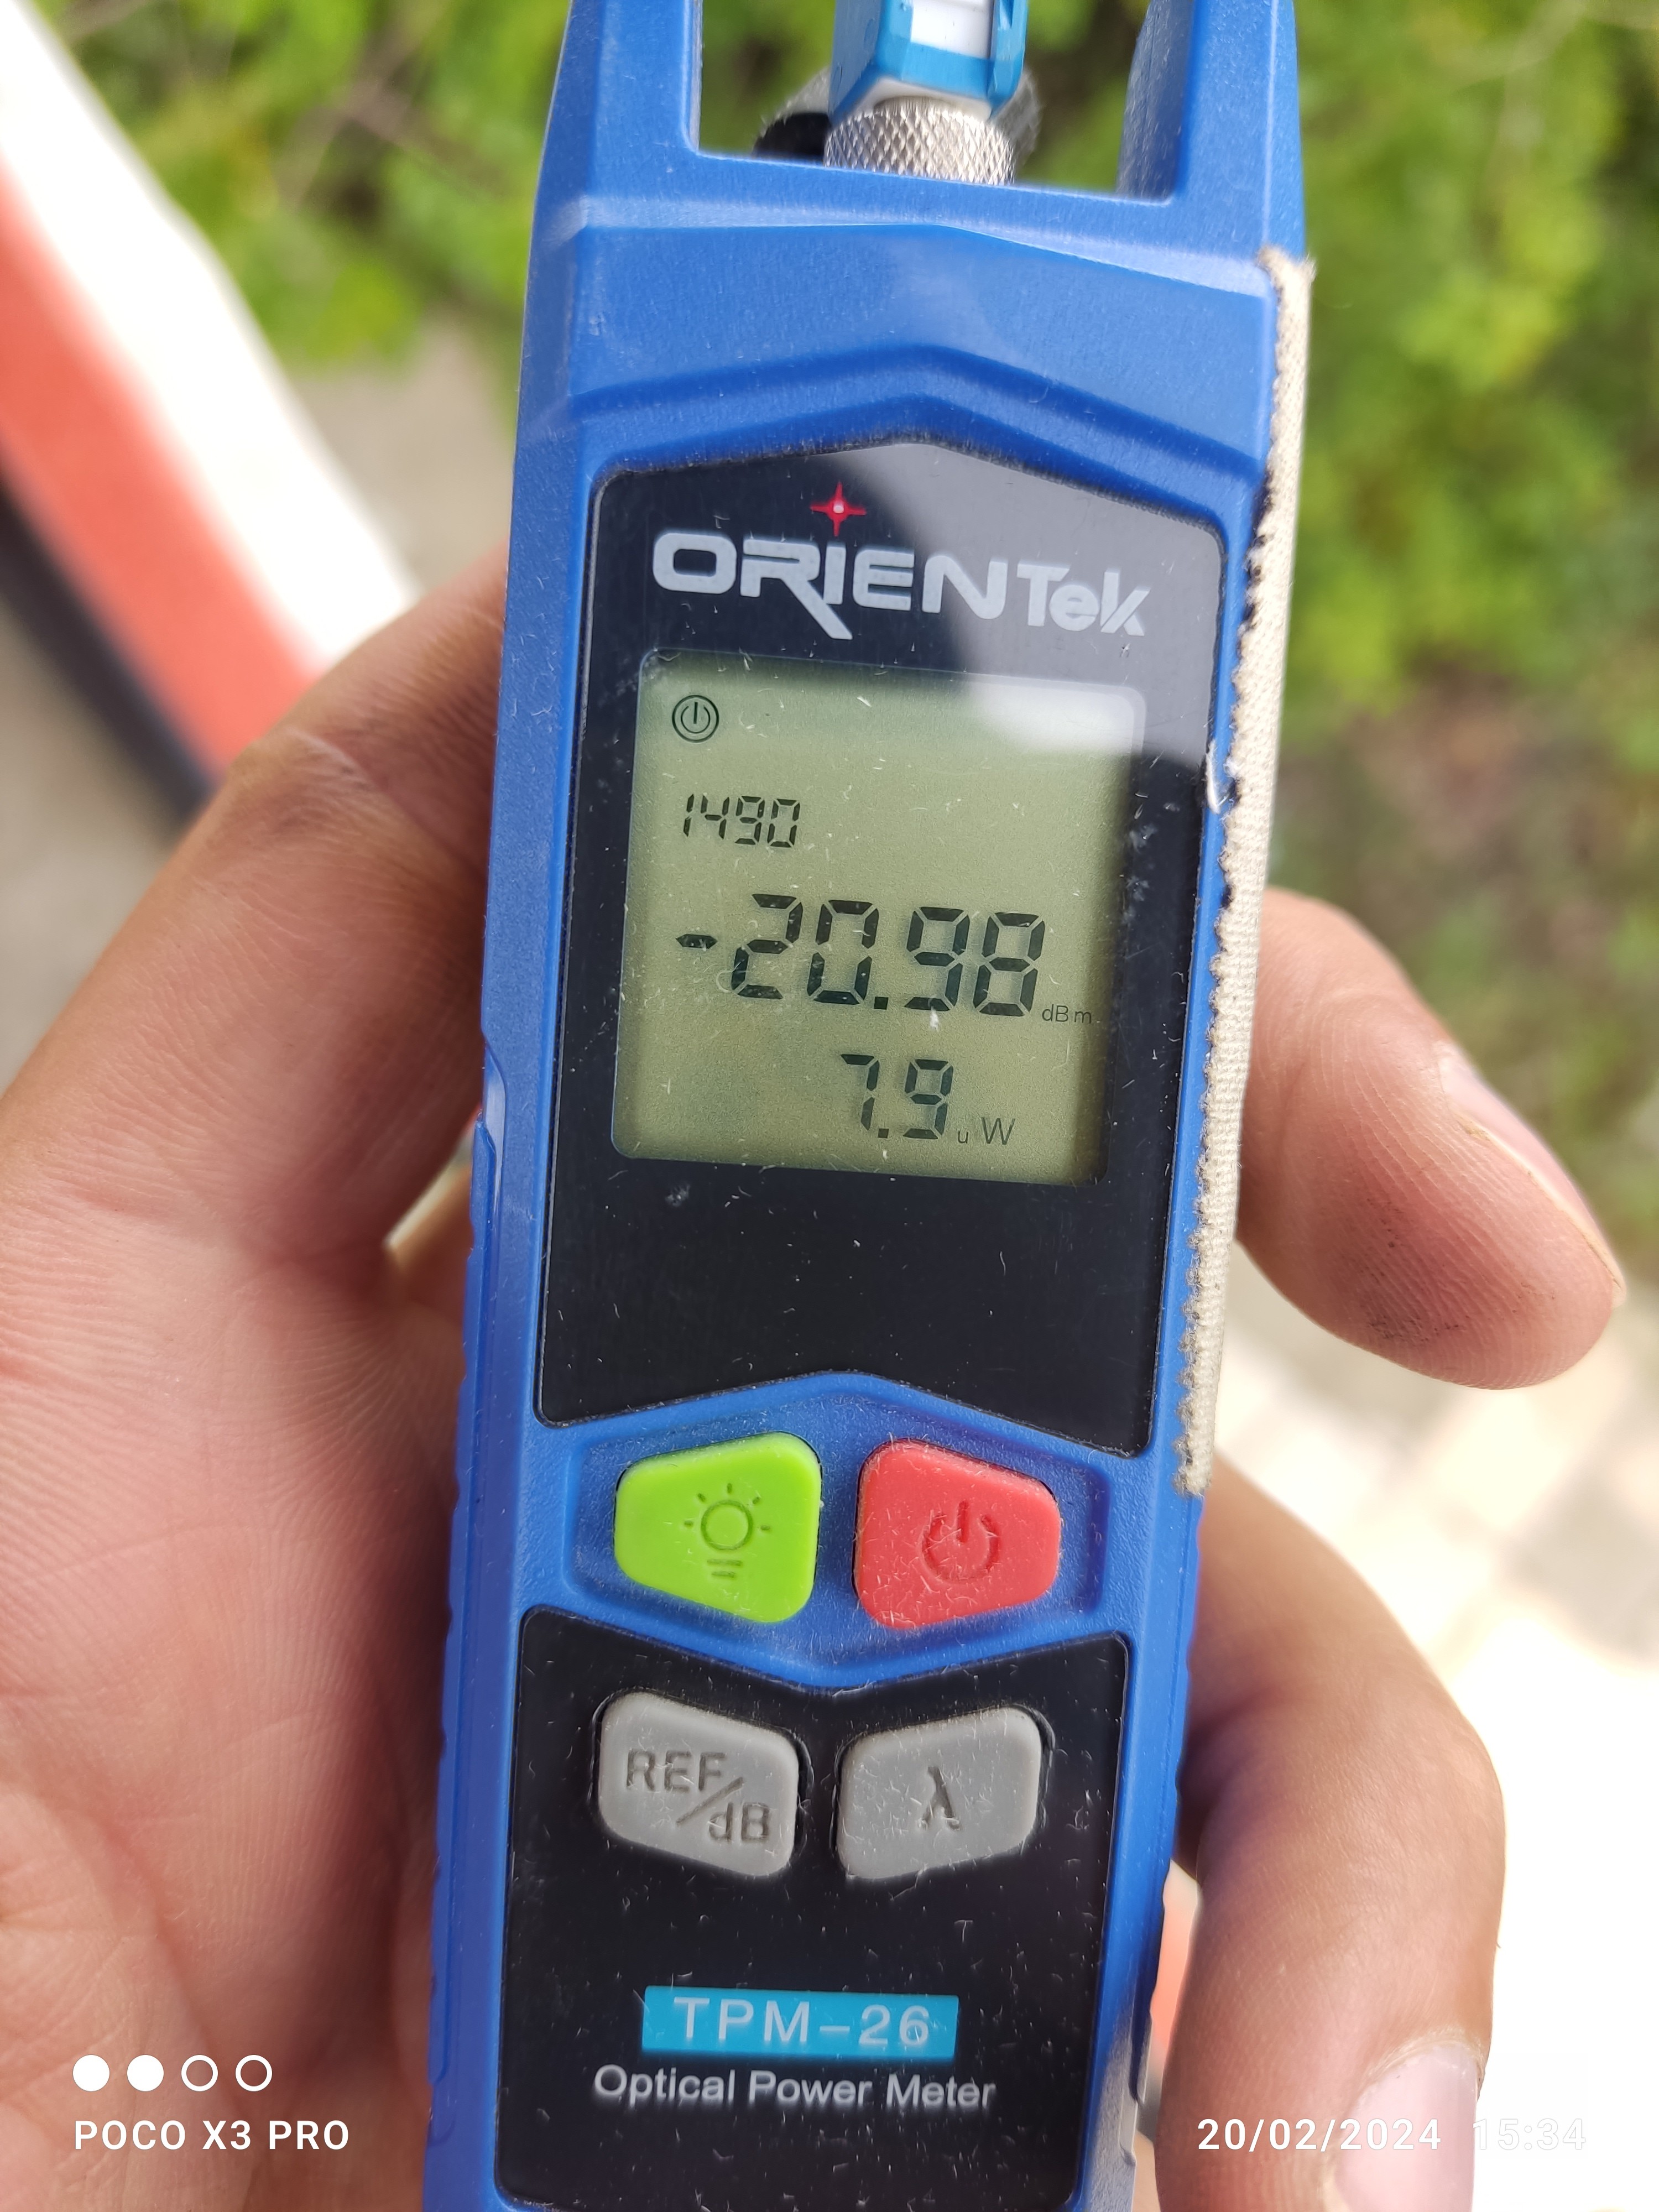 ORIENTek
1490
-20.98 dBm
7.9 uW
REF/dB λ
TPM-26
Optical Power Meter
POCO X3 PRO
20/02/2024 15:34